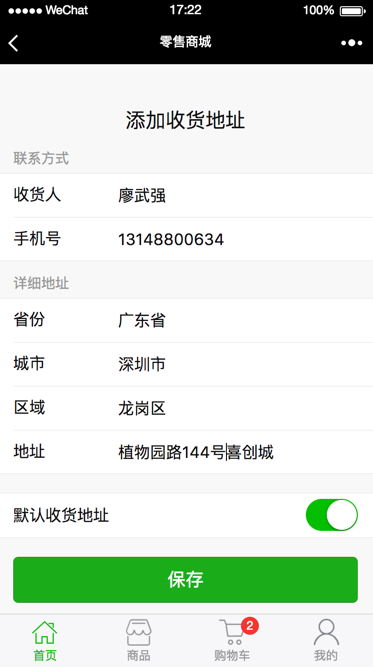 WeChat 17:22 100%
零售商城
添加收货地址
联系方式
收货人 廖武强
手机号 13148800634
详细地址
省份 广东省
城市 深圳市
区域 龙岗区
地址 植物园路144号喜创城
默认收货地址
保存
2
首页 商品 购物车 我的